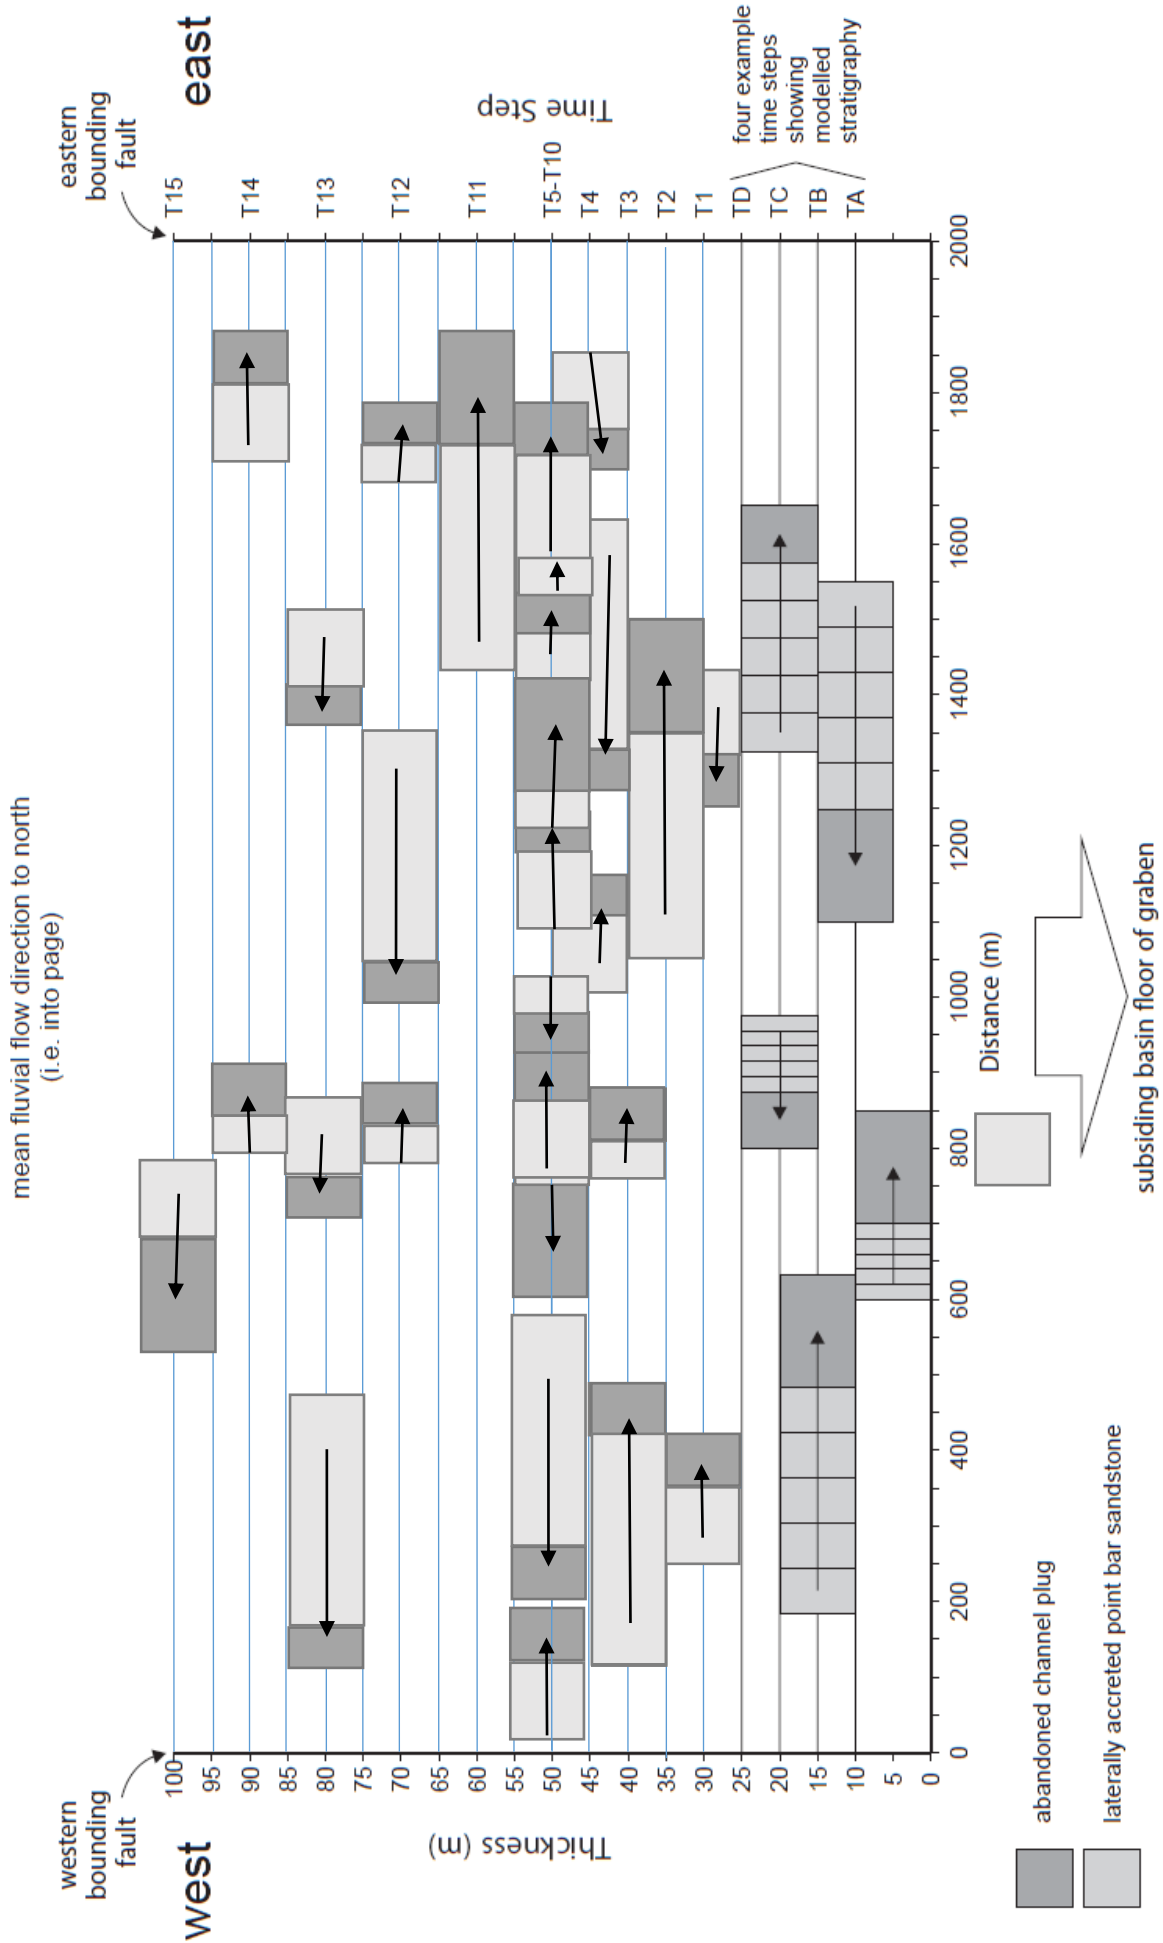 mean fluvial flow direction to north
(i.e. into page)
western
bounding
fault
eastern
bounding
fault
west
east
Thickness (m)
100
95
90
85
80
75
70
65
60
55
50
45
40
35
30
25
20
15
10
5
0
Time Step
T15
T14
T13
T12
T11
T5-T10
T4
T3
T2
T1
TD
TC
TB
TA
four example
time steps
showing
modelled
stratigraphy
0
200
400
600
800
1000
1200
1400
1600
1800
2000
Distance (m)
abandoned channel plug
laterally accreted point bar sandstone
subsiding basin floor of graben